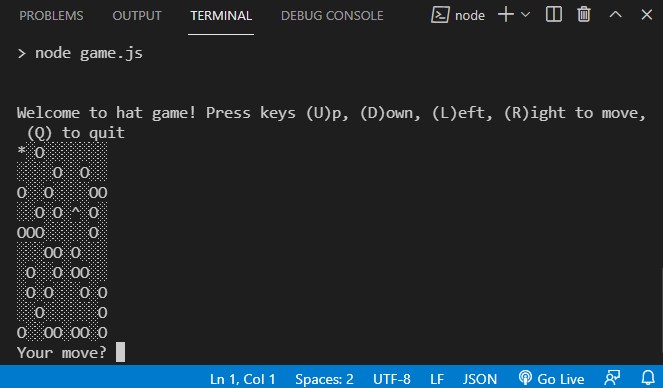 PROBLEMS OUTPUT TERMINAL DEBUG CONSOLE node
> node game.js
Welcome to hat game! Press keys (U)p, (D)own, (L)eft, (R)ight to move,
(Q) to quit
*░O░░░░░░░
░░░░O░░O░░
O░░O░░░░OO
░░O░O░^░O░
OOO░░░░░O░
░░░OO░O░░░
░O░░O░OO░░
░O░O░░░O░O
░░O░░░░░░O
O░░OO░OO░O
Your move?
Ln 1, Col 1 Spaces: 2 UTF-8 LF JSON Go Live